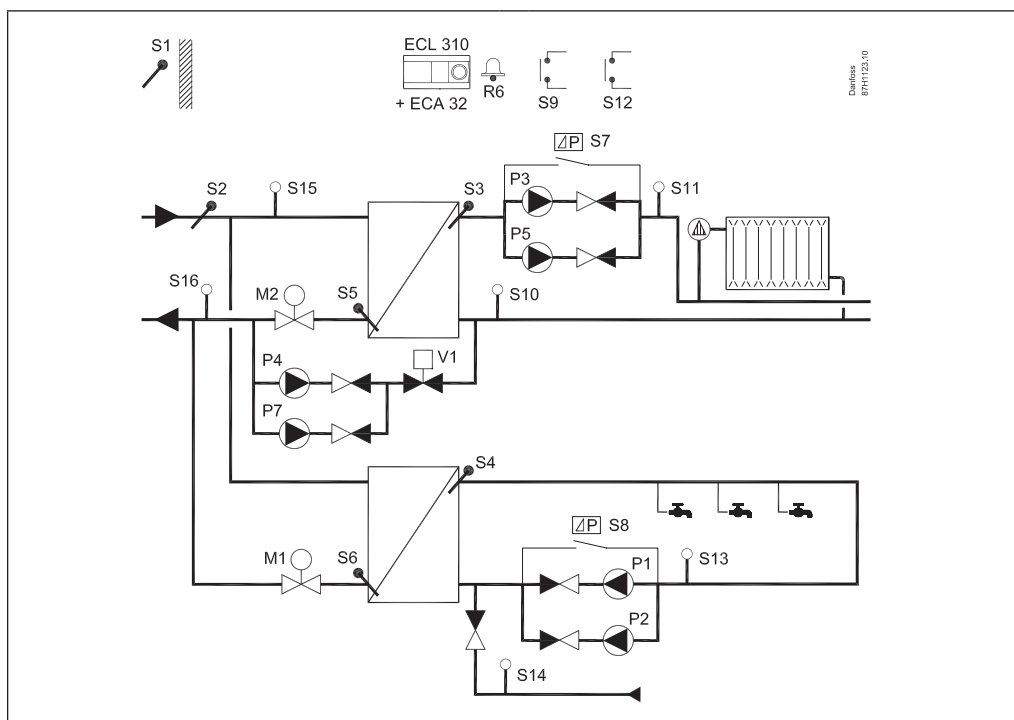 S1
ECL 310
+ ECA 32
R6
S9
S12
Danfoss
87H1123.10
⊿P
S7
S2
S15
S3
P3
S11
P5
S16
M2
S5
S10
P4
V1
P7
S4
⊿P
S8
M1
S6
P1
S13
P2
S14